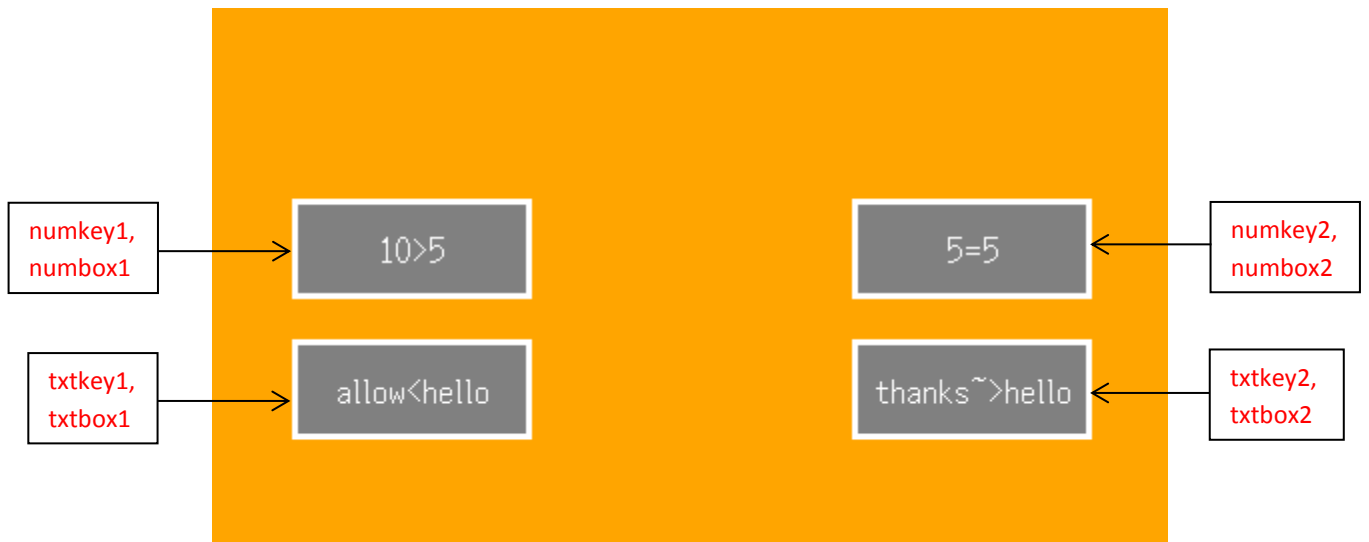 numkey1,
numbox1
10>5
5=5
numkey2,
numbox2
txtkey1,
txtbox1
allow<hello
thanks~>hello
txtkey2,
txtbox2